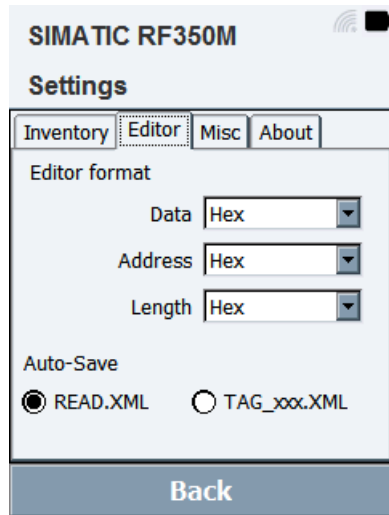 SIMATIC RF350M
Settings
Inventory Editor Misc About
Editor format
Data Hex
Address Hex
Length Hex
Auto-Save
READ.XML TAG_xxx.XML
Back